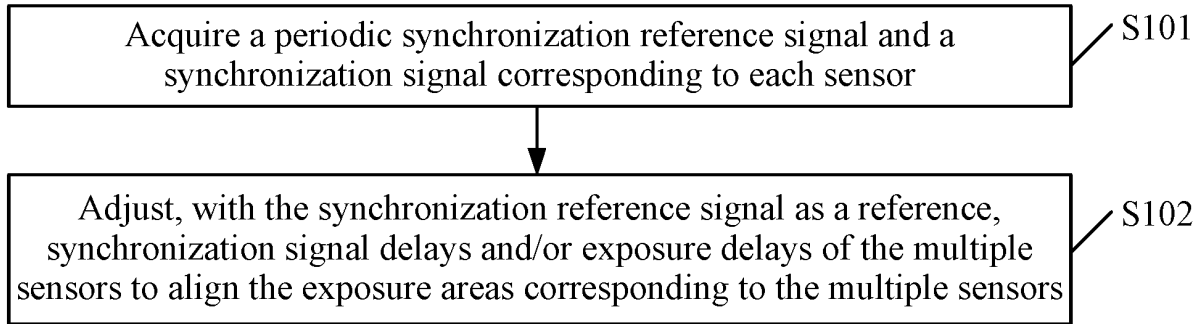 Acquire a periodic synchronization reference signal and a
synchronization signal corresponding to each sensor
S101
Adjust, with the synchronization reference signal as a reference,
synchronization signal delays and/or exposure delays of the multiple
sensors to align the exposure areas corresponding to the multiple sensors
S102